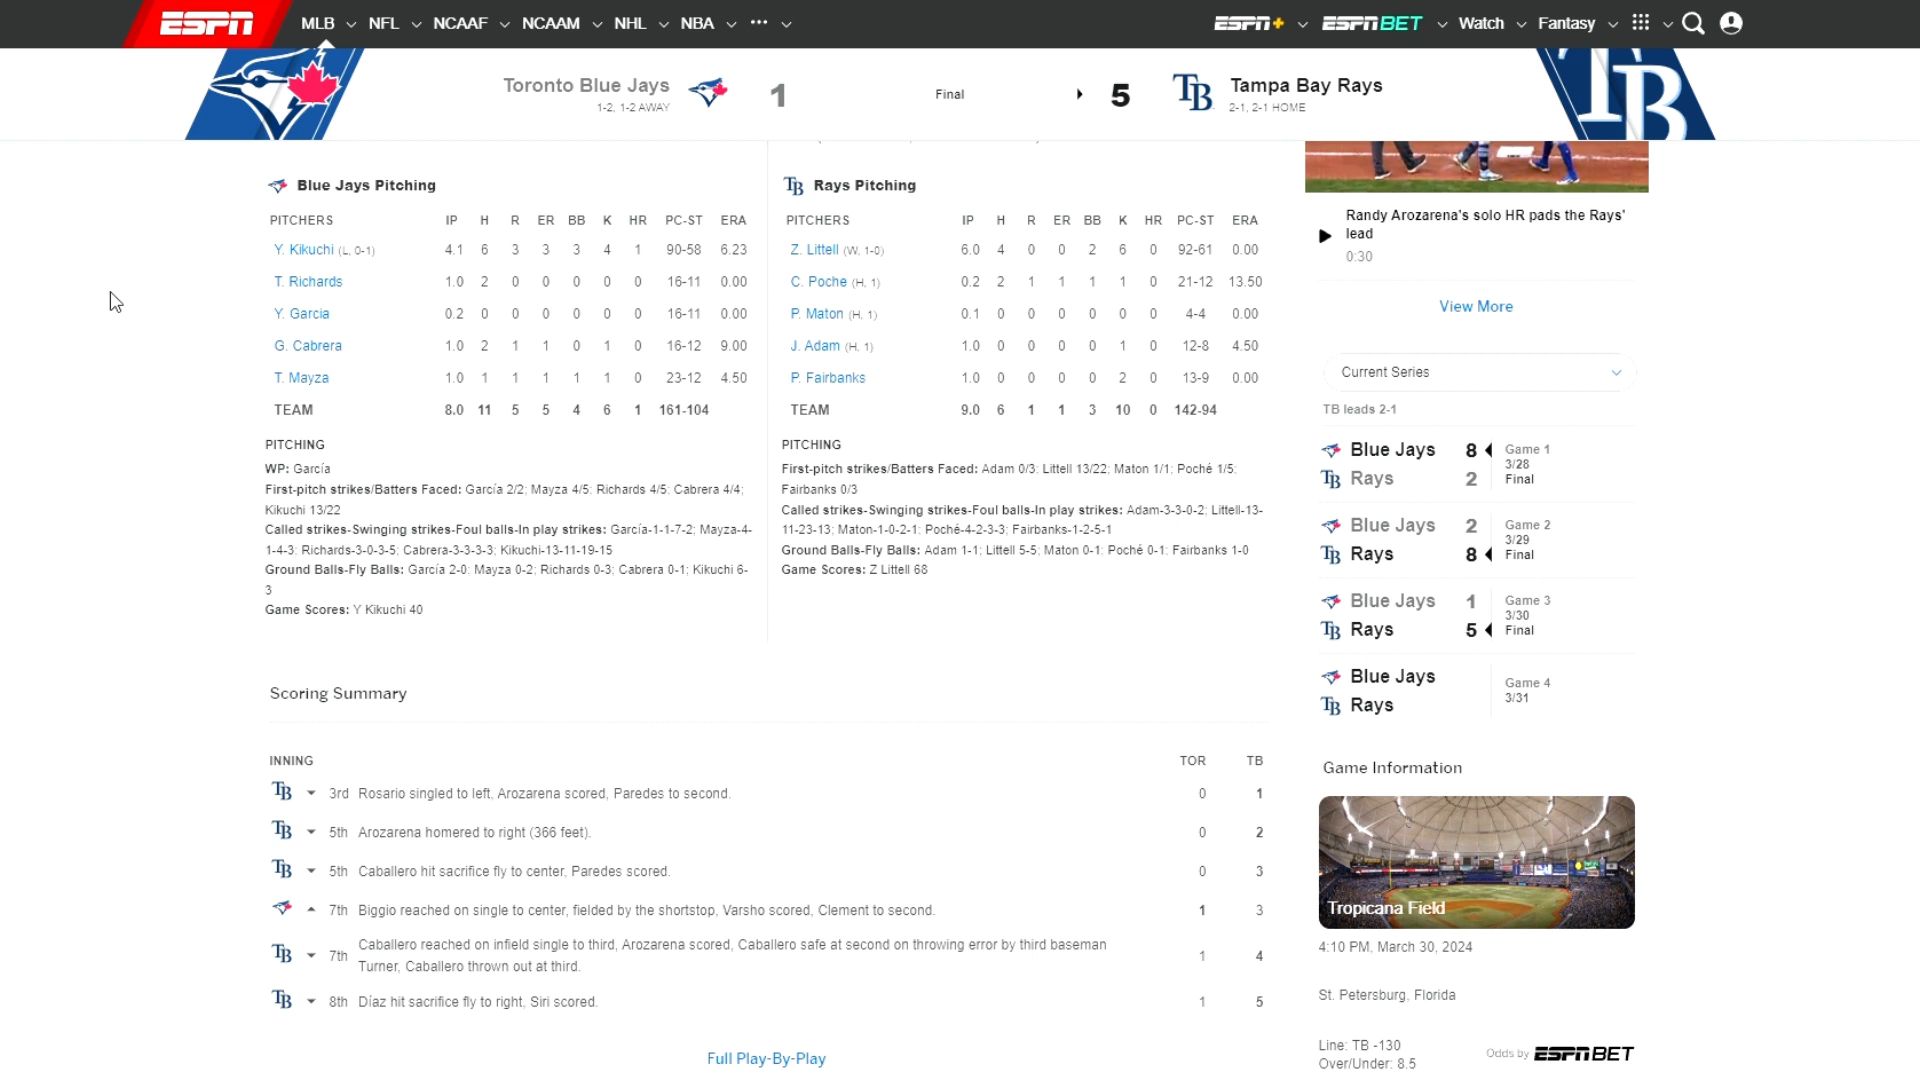 ESPN MLB NFL NCAAF NCAAM NHL NBA ••• ESPN+ ESPN BET Watch Fantasy
Toronto Blue Jays 1 Final 5 TB Tampa Bay Rays TB
1-2, 1-2 AWAY 2-1, 2-1 HOME
Blue Jays Pitching
PITCHERS IP H R ER BB K HR PC-ST ERA
Y. Kikuchi (L, 0-1) 4.1 6 3 3 3 4 1 90-58 6.23
T. Richards 1.0 2 0 0 0 0 0 16-11 0.00
Y. Garcia 0.2 0 0 0 0 0 0 16-11 0.00
G. Cabrera 1.0 2 1 1 0 1 0 16-12 9.00
T. Mayza 1.0 1 1 1 1 1 0 23-12 4.50
TEAM 8.0 11 5 5 4 6 1 161-104
PITCHING
WP: García
First-pitch strikes/Batters Faced: García 2/2; Mayza 4/5; Richards 4/5; Cabrera 4/4;
Kikuchi 13/22
Called strikes-Swinging strikes-Foul balls-In play strikes: García-1-1-7-2; Mayza-4-
1-4-3; Richards-3-0-3-5; Cabrera-3-3-3-3; Kikuchi-13-11-19-15
Ground Balls-Fly Balls: García 2-0; Mayza 0-2; Richards 0-3; Cabrera 0-1; Kikuchi 6-
3
Game Scores: Y Kikuchi 40
TB Rays Pitching
PITCHERS IP H R ER BB K HR PC-ST ERA
Z. Littell (W, 1-0) 6.0 4 0 0 2 6 0 92-61 0.00
C. Poche (H, 1) 0.2 2 1 1 1 1 0 21-12 13.50
P. Maton (H, 1) 0.1 0 0 0 0 0 0 4-4 0.00
J. Adam (H, 1) 1.0 0 0 0 0 1 0 12-8 4.50
P. Fairbanks 1.0 0 0 0 0 2 0 13-9 0.00
TEAM 9.0 6 1 1 3 10 0 142-94
PITCHING
First-pitch strikes/Batters Faced: Adam 0/3; Littell 13/22; Maton 1/1; Poché 1/5;
Fairbanks 0/3
Called strikes-Swinging strikes-Foul balls-In play strikes: Adam-3-3-0-2; Littell-13-
11-23-13; Maton-1-0-2-1; Poché-4-2-3-3; Fairbanks-1-2-5-1
Ground Balls-Fly Balls: Adam 1-1; Littell 5-5; Maton 0-1; Poché 0-1; Fairbanks 1-0
Game Scores: Z Littell 68
Scoring Summary
INNING TOR TB
TB 3rd Rosario singled to left, Arozarena scored, Paredes to second. 0 1
TB 5th Arozarena homered to right (366 feet). 0 2
TB 5th Caballero hit sacrifice fly to center, Paredes scored. 0 3
7th Biggio reached on single to center, fielded by the shortstop, Varsho scored, Clement to second. 1 3
TB 7th Caballero reached on infield single to third, Arozarena scored, Caballero safe at second on throwing error by third baseman 1 4
Turner, Caballero thrown out at third.
TB 8th Díaz hit sacrifice fly to right, Siri scored. 1 5
Full Play-By-Play
Randy Arozarena's solo HR pads the Rays'
lead
0:30
View More
Current Series
TB leads 2-1
Blue Jays 8 Game 1
3/28
TB Rays 2 Final
Blue Jays 2 Game 2
3/29
TB Rays 8 Final
Blue Jays 1 Game 3
3/30
TB Rays 5 Final
Blue Jays Game 4
TB Rays 3/31
Game Information
Tropicana Field
4:10 PM, March 30, 2024
St. Petersburg, Florida
Line: TB -130
Over/Under: 8.5
Odds by ESPN BET